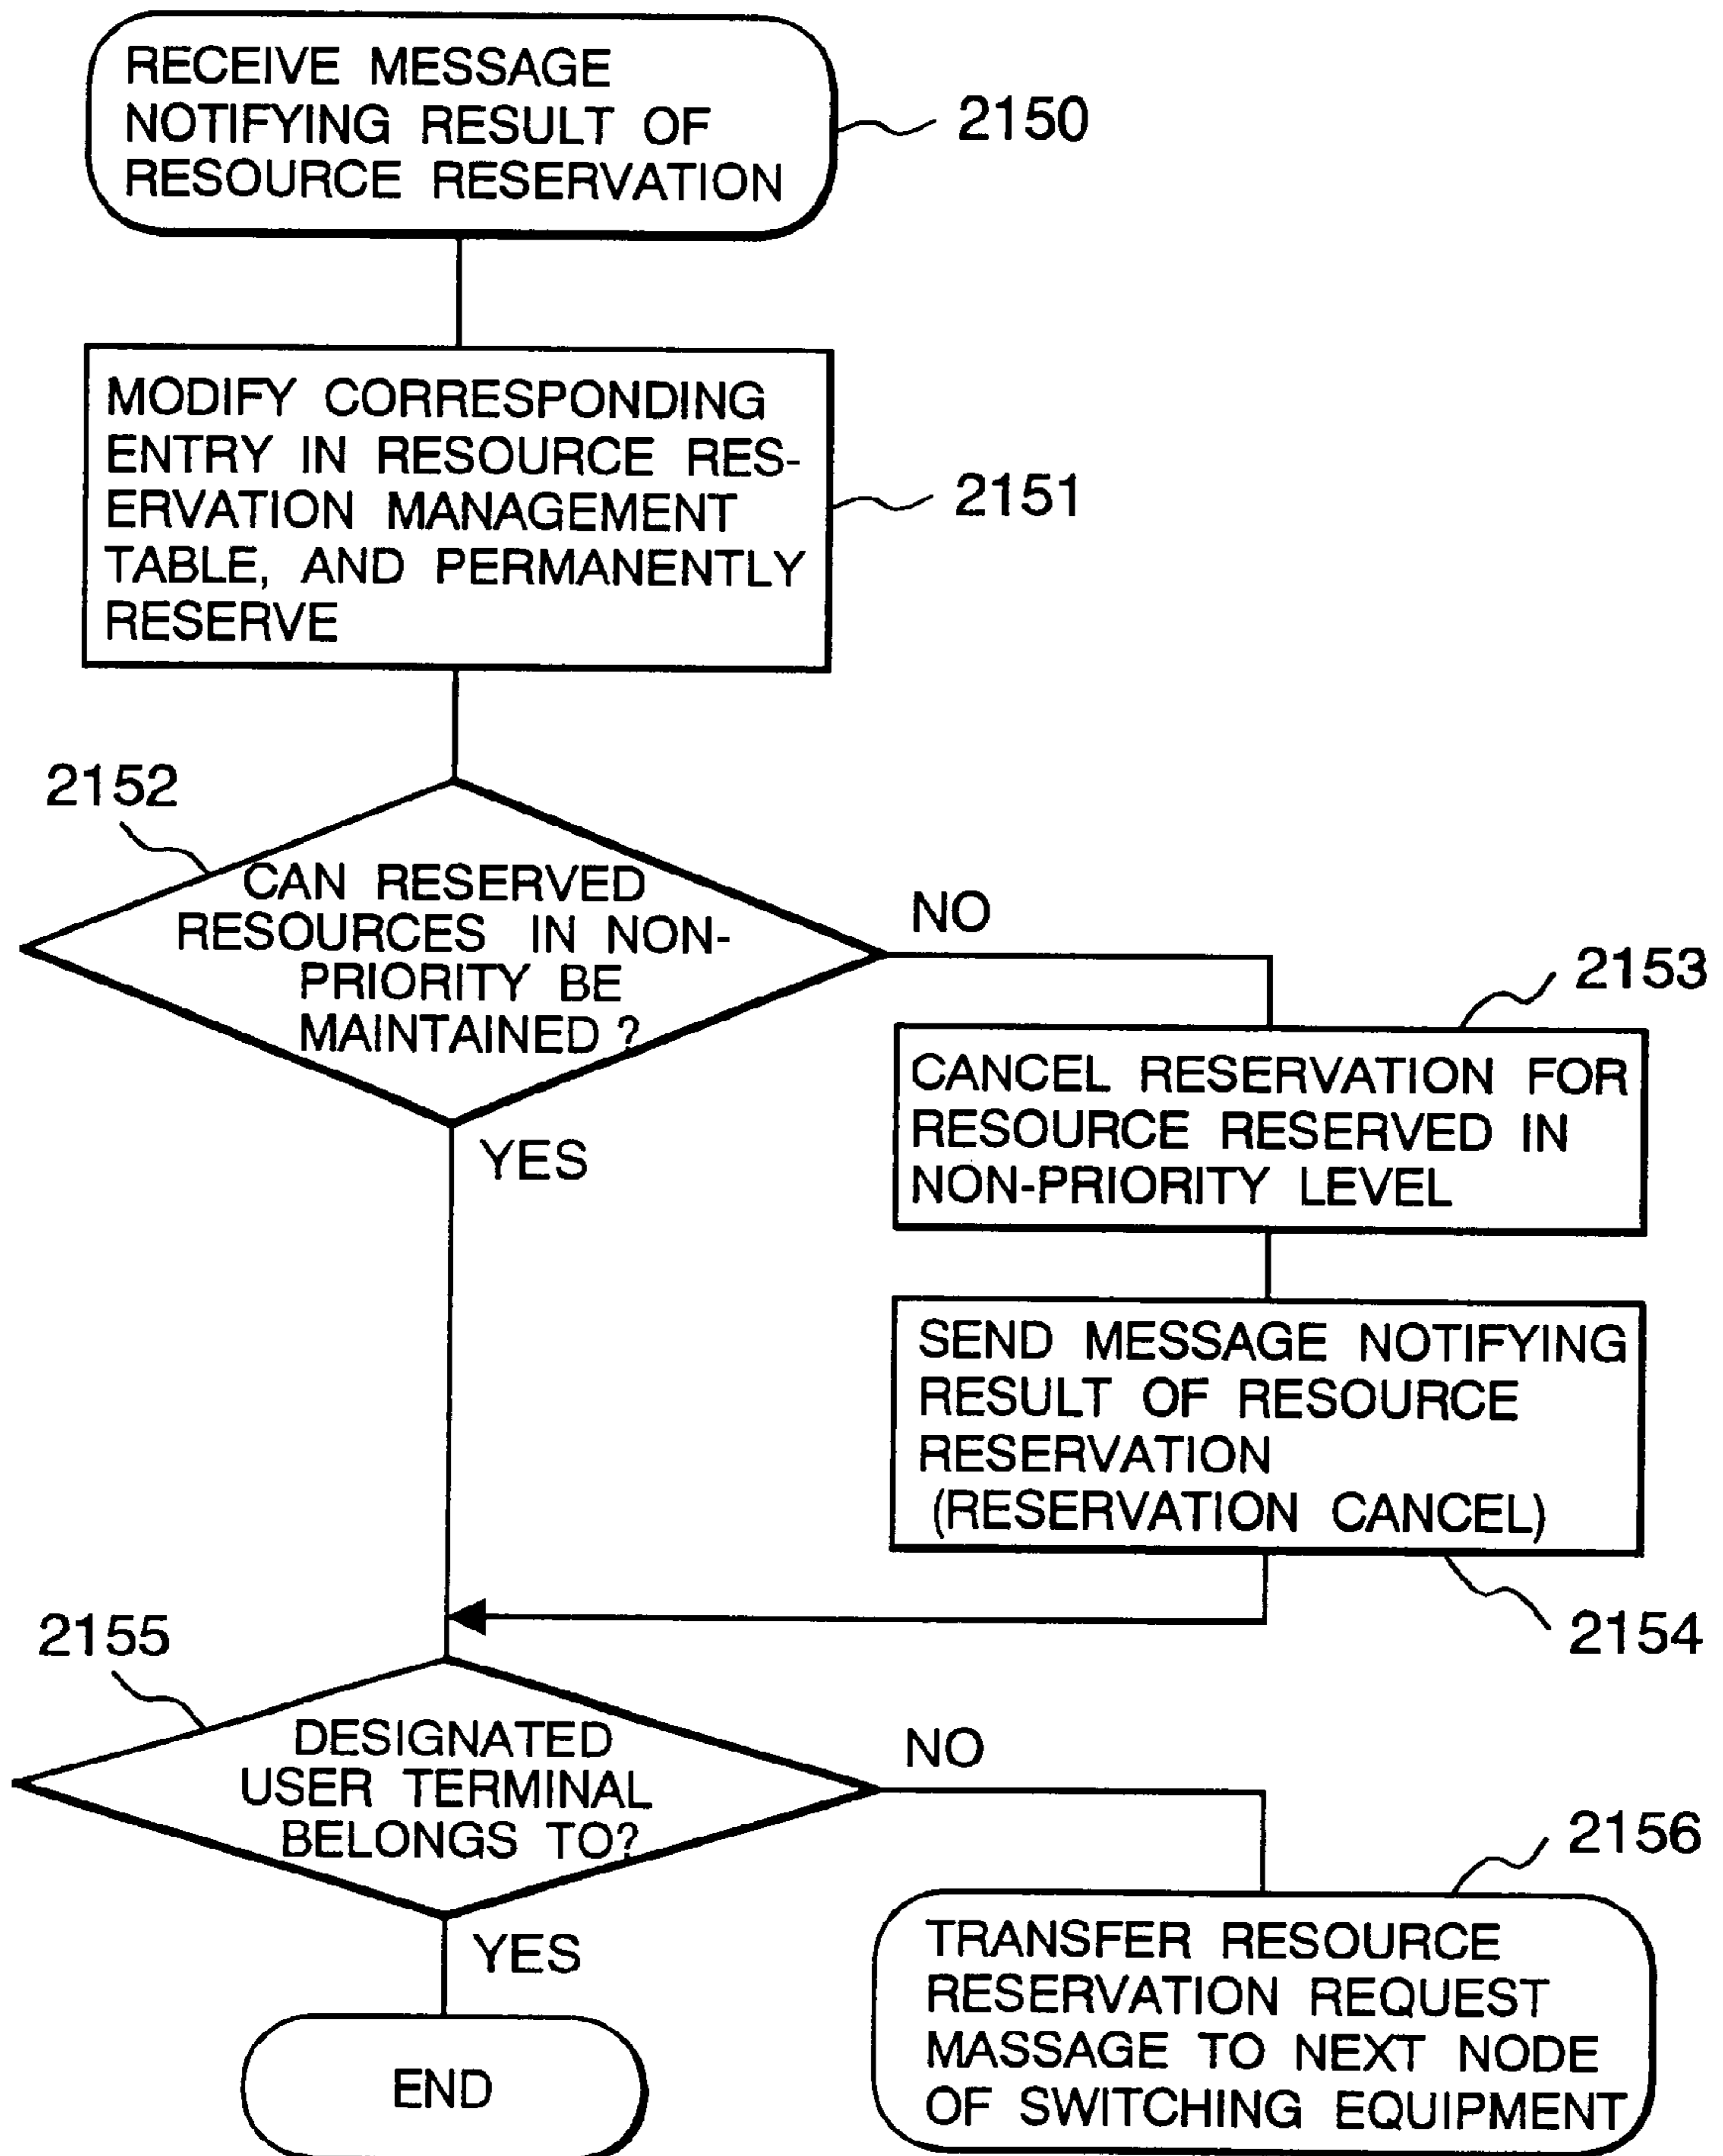 RECEIVE MESSAGE
NOTIFYING RESULT OF
RESOURCE RESERVATION
2150
MODIFY CORRESPONDING
ENTRY IN RESOURCE RES-
ERVATION MANAGEMENT
TABLE, AND PERMANENTLY
RESERVE
2151
2152
CAN RESERVED
RESOURCES IN NON-
PRIORITY BE
MAINTAINED ?
NO
YES
2153
CANCEL RESERVATION FOR
RESOURCE RESERVED IN
NON-PRIORITY LEVEL
SEND MESSAGE NOTIFYING
RESULT OF RESOURCE
RESERVATION
(RESERVATION CANCEL)
2154
2155
DESIGNATED
USER TERMINAL
BELONGS TO?
NO
YES
2156
TRANSFER RESOURCE
RESERVATION REQUEST
MASSAGE TO NEXT NODE
OF SWITCHING EQUIPMENT
END